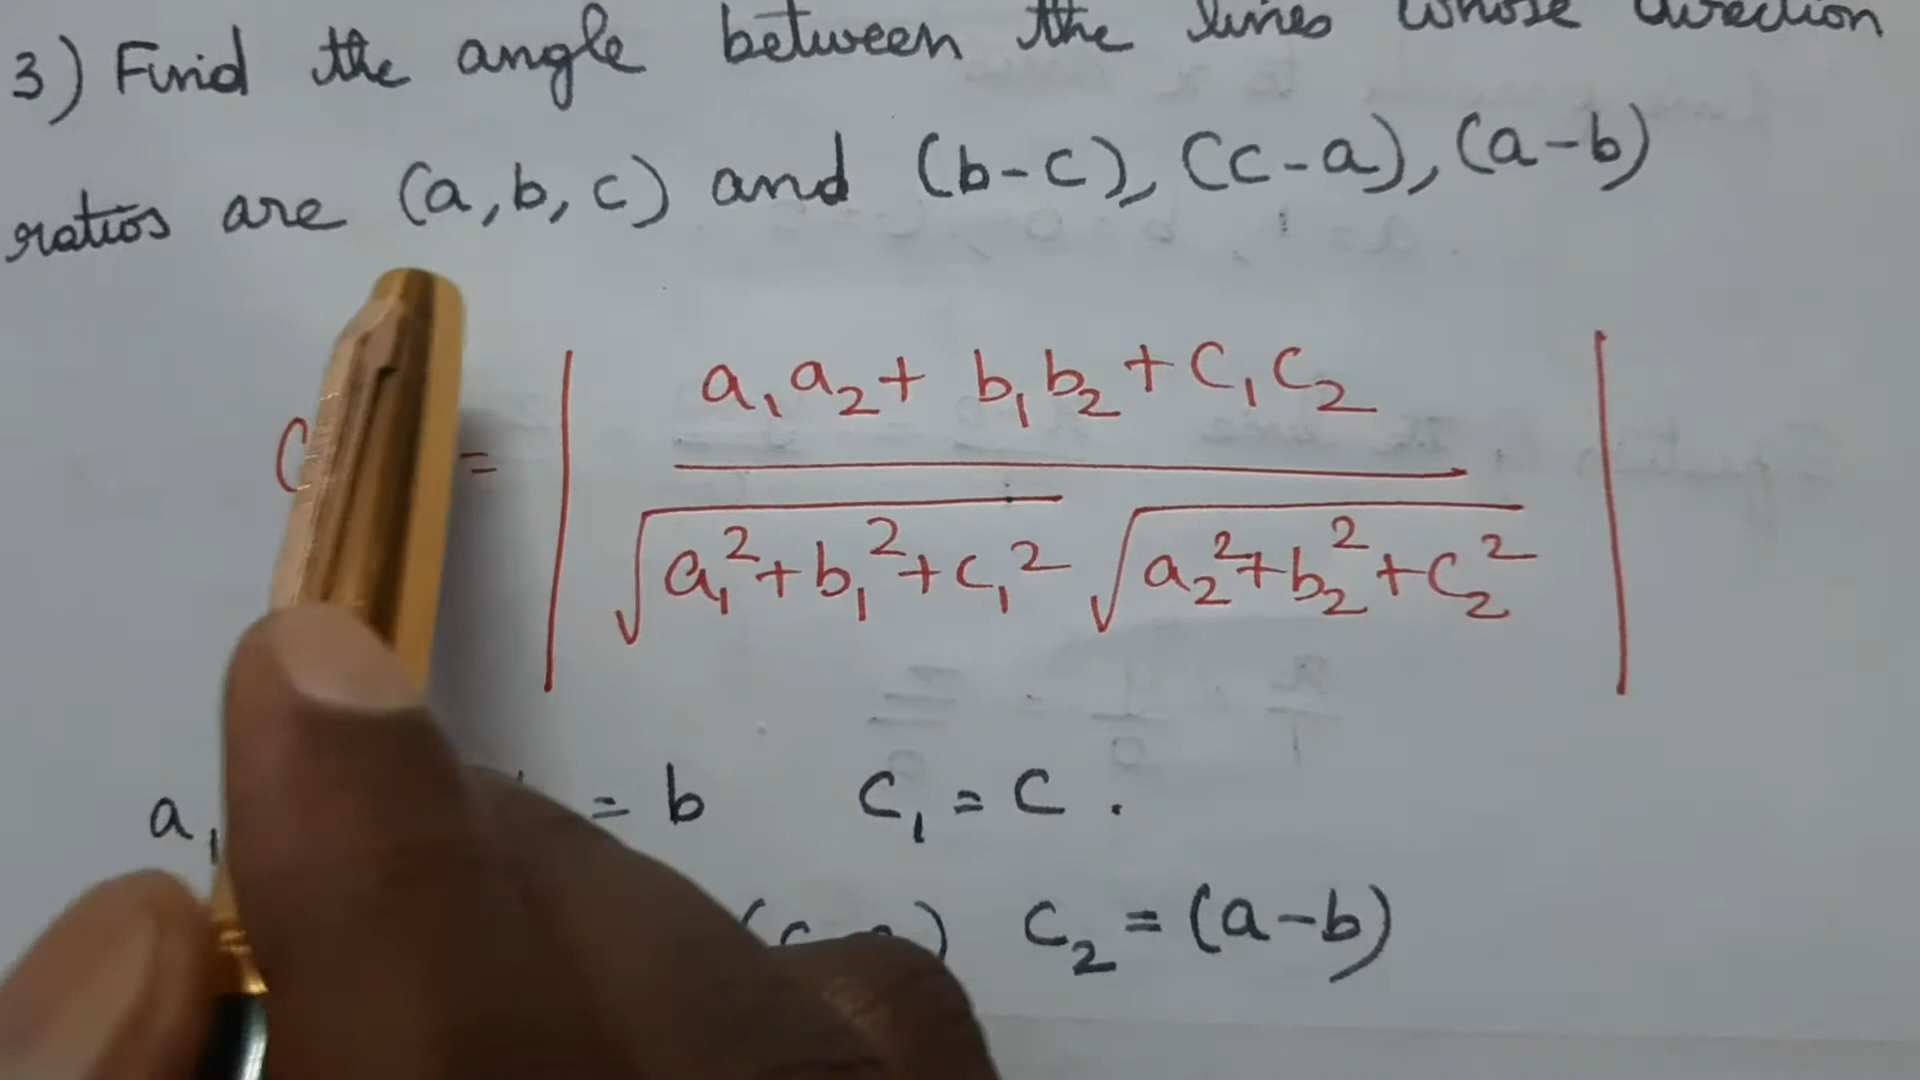 3) Find the angle between the lines whose direction
ratios are (a, b, c) and (b-c), (c-a), (a-b)
= | a₁a₂ + b₁b₂ + c₁c₂
√a₁²+b₁²+c₁² √a₂²+b₂²+c₂² |
a₁ = b c₁ = c .
c₂ = (a-b)